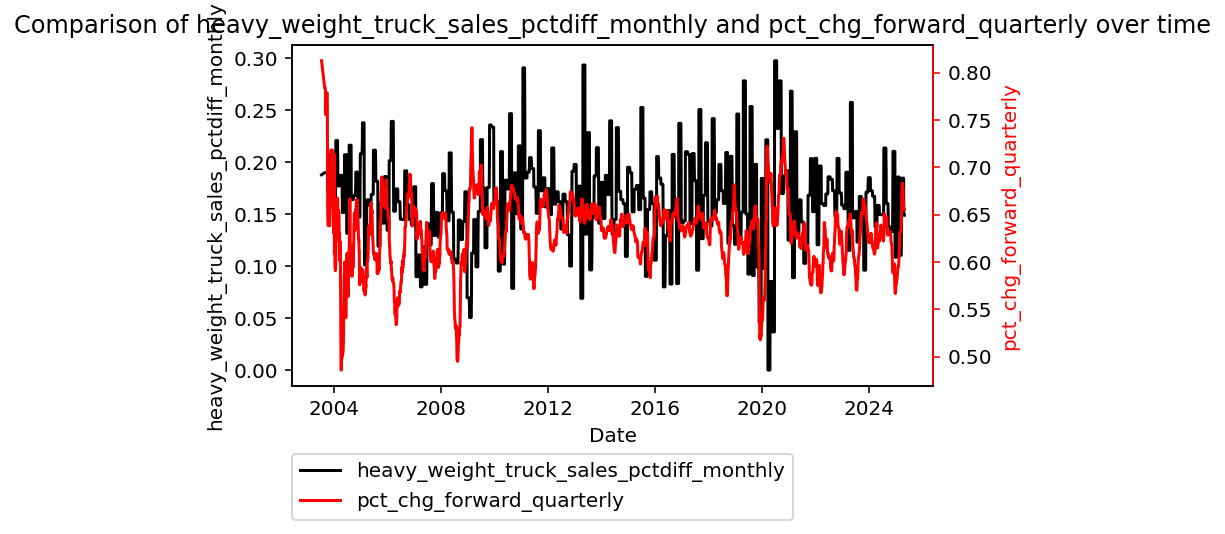 Comparison of heavy_weight_truck_sales_pctdiff_monthly and pct_chg_forward_quarterly over time
heavy_weight_truck_sales_pctdiff_monthly
0.30
0.25
0.20
0.15
0.10
0.05
0.00
0.80
0.75
0.70
0.65
0.60
0.55
0.50
pct_chg_forward_quarterly
2004 2008 2012 2016 2020 2024
Date
heavy_weight_truck_sales_pctdiff_monthly
pct_chg_forward_quarterly